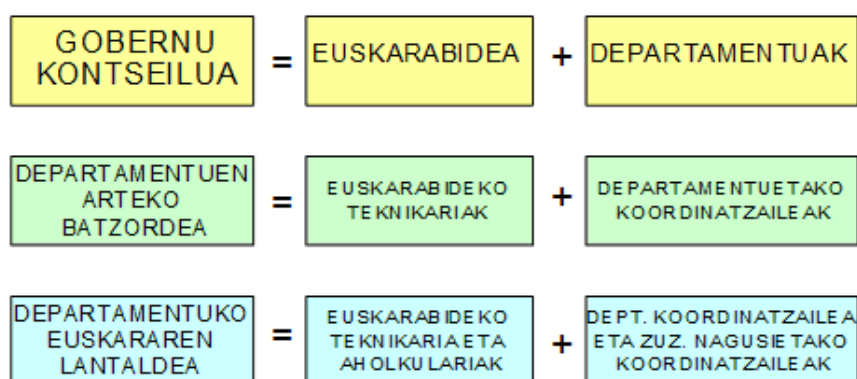 GOBERNU
KONTSEILUA
=
EUSKARABIDEA
+
DEPARTAMENTUAK
DEPARTAMENTUEN
ARTEKO
BATZORDEA
=
EUSKARABIDEKO
TEKNIKARIAK
+
DEPARTAMENTUETAKO
KOORDINATZAILEAK
DEPARTAMENTUKO
EUSKARAREN
LANTALDEA
=
EUSKARABIDEKO
TEKNIKARIA ETA
AHOLKULARIAK
+
DEPT. KOORDINATZAILEA
ETA ZUZ. NAGUSIETAKO
KOORDINATZAILEAK